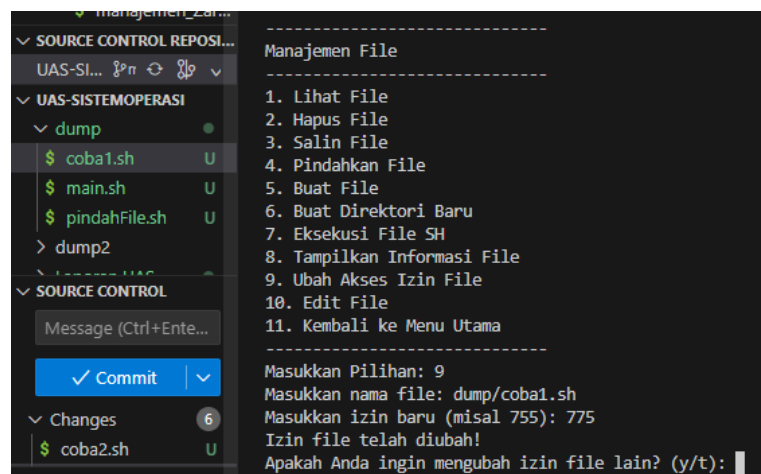 manajemen_Zar...
SOURCE CONTROL REPOSI...
UAS-SI...
UAS-SISTEMOPERASI
dump
$ coba1.sh U
$ main.sh U
$ pindahFile.sh U
dump2
Laporan UAS
SOURCE CONTROL
Message (Ctrl+Ente...
Commit
Changes 6
$ coba2.sh U
------------------------------
Manajemen File
------------------------------
1. Lihat File
2. Hapus File
3. Salin File
4. Pindahkan File
5. Buat File
6. Buat Direktori Baru
7. Eksekusi File SH
8. Tampilkan Informasi File
9. Ubah Akses Izin File
10. Edit File
11. Kembali ke Menu Utama
------------------------------
Masukkan Pilihan: 9
Masukkan nama file: dump/coba1.sh
Masukkan izin baru (misal 755): 775
Izin file telah diubah!
Apakah Anda ingin mengubah izin file lain? (y/t):